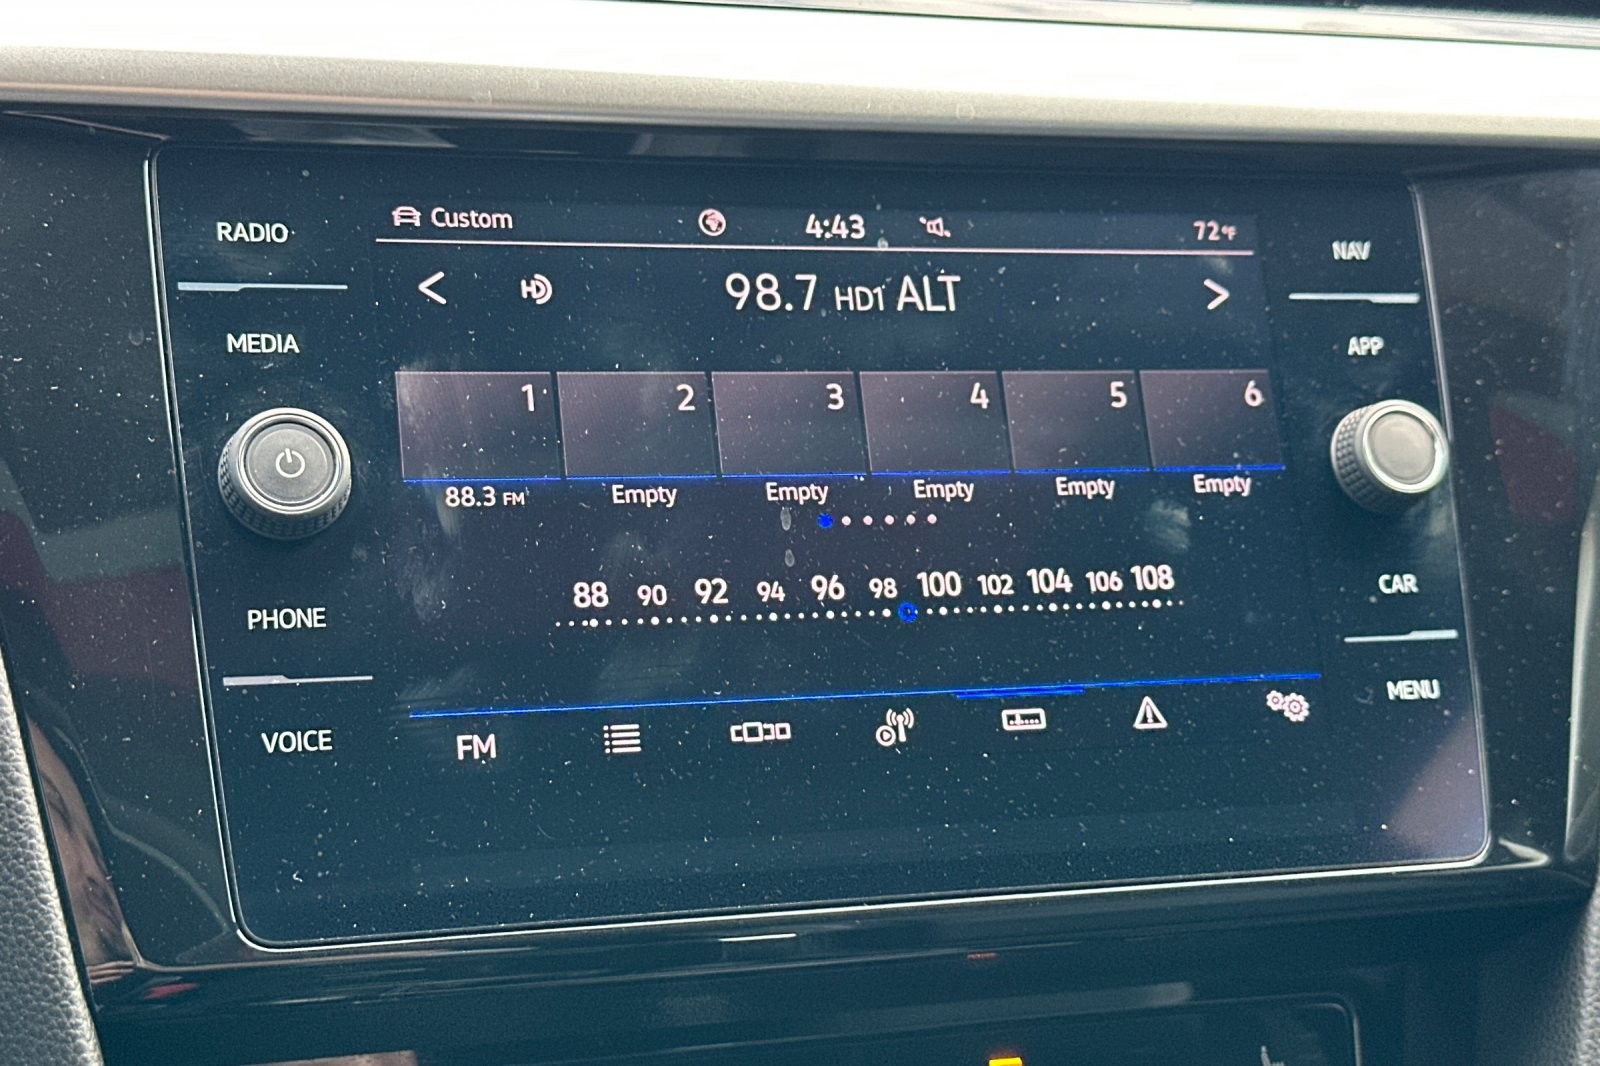 RADIO
MEDIA
PHONE
VOICE
Custom
4:43
72°F
HD
98.7 HD1 ALT
1 2 3 4 5 6
88.3 FM Empty Empty Empty Empty Empty
88 90 92 94 96 98 100 102 104 106 108
FM
NAV
APP
CAR
MENU